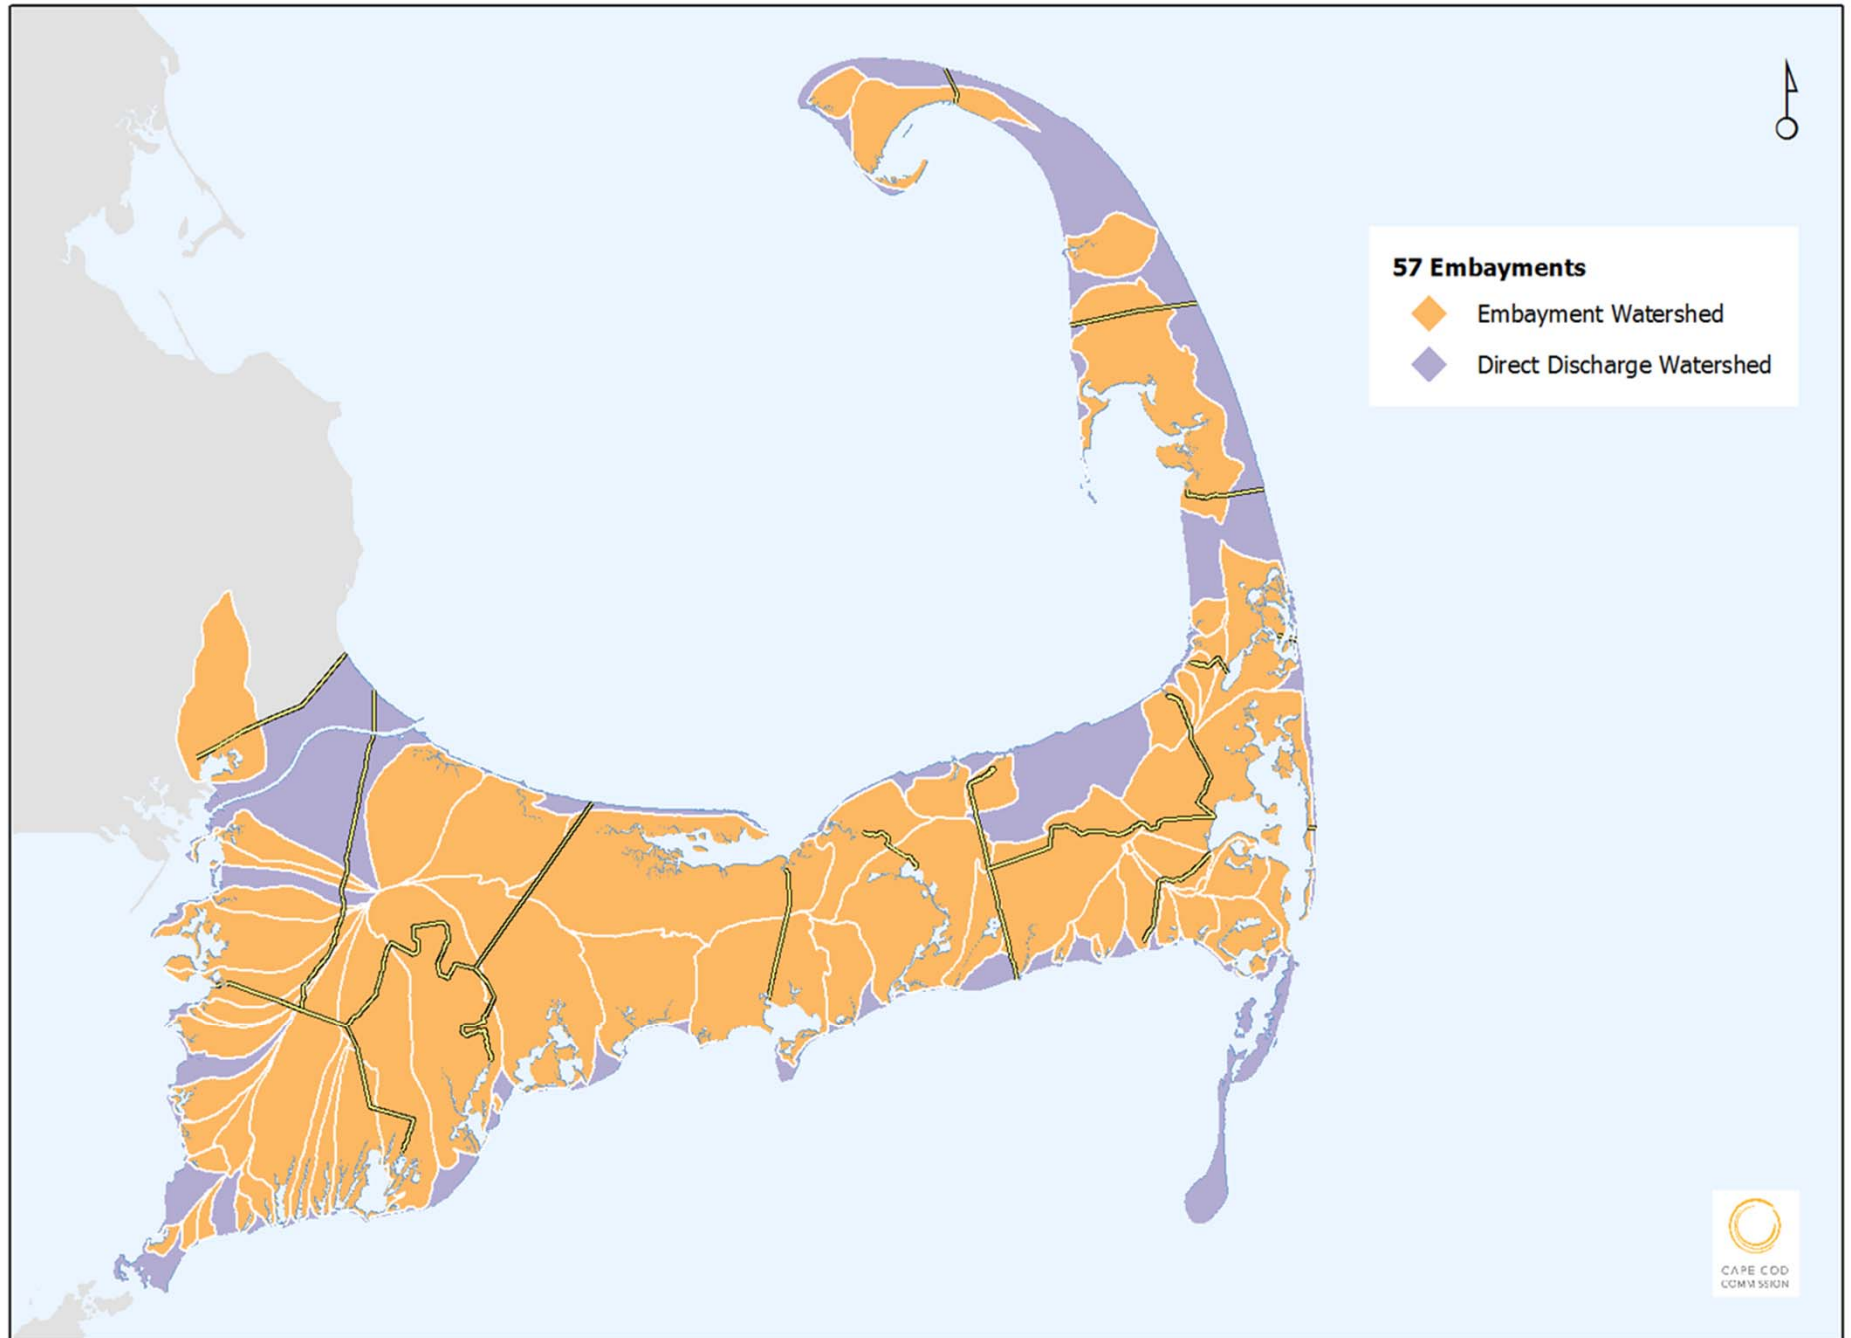 57 Embayments
Embayment Watershed
Direct Discharge Watershed
CAPE COD
COMMISSION